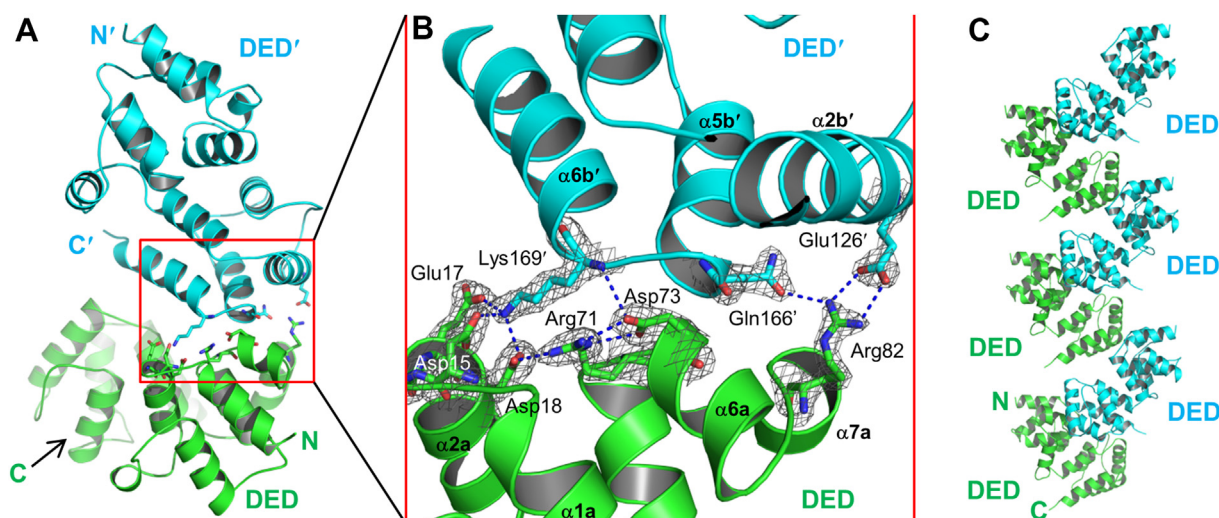 A
N′
DED′
C′
C
N
DED
B
DED′
α5b′
α2b′
α6b′
Glu126′
Lys169′
Glu17
Asp73
Arg71
Gln166′
Asp15
Arg82
Asp18
α6a
α2a
α7a
α1a
DED
C
DED
DED
DED
DED
N
DED
DED
C